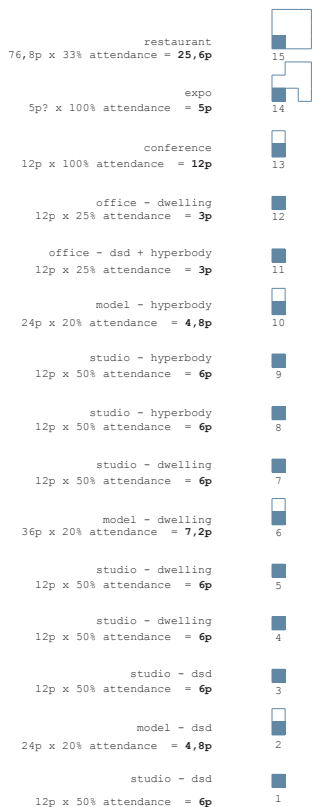 restaurant
76,8p x 33% attendance = 25,6p
15
expo
5p? x 100% attendance = 5p
14
conference
12p x 100% attendance = 12p
13
office - dwelling
12p x 25% attendance = 3p
12
office - dsd + hyperbody
12p x 25% attendance = 3p
11
model - hyperbody
24p x 20% attendance = 4,8p
10
studio - hyperbody
12p x 50% attendance = 6p
9
studio - hyperbody
12p x 50% attendance = 6p
8
studio - dwelling
12p x 50% attendance = 6p
7
model - dwelling
36p x 20% attendance = 7,2p
6
studio - dwelling
12p x 50% attendance = 6p
5
studio - dwelling
12p x 50% attendance = 6p
4
studio - dsd
12p x 50% attendance = 6p
3
model - dsd
24p x 20% attendance = 4,8p
2
studio - dsd
12p x 50% attendance = 6p
1